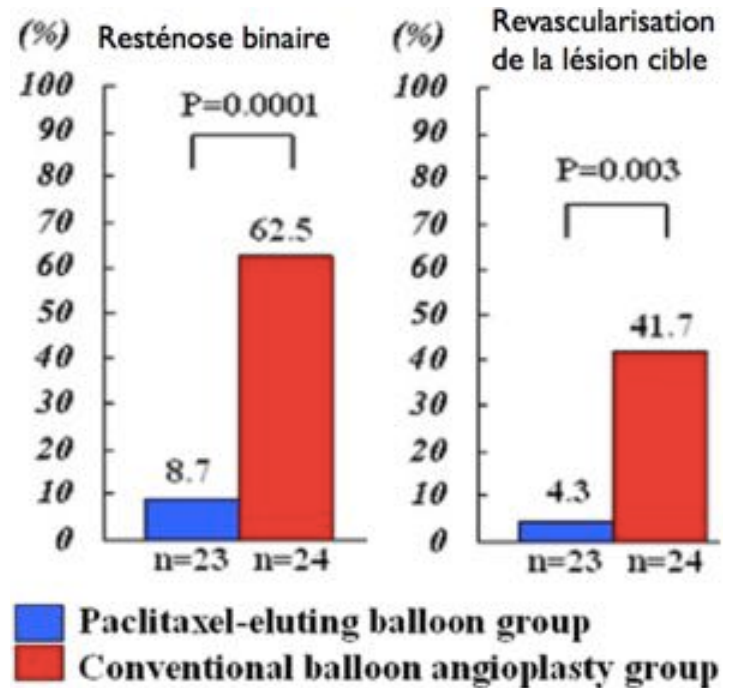 (%) Resténose binaire
100
90
80
70
60
50
40
30
20
10
0
P=0.0001
62.5
8.7
n=23 n=24
(%) Revascularisation
de la lésion cible
100
90
80
70
60
50
40
30
20
10
0
P=0.003
41.7
4.3
n=23 n=24
Paclitaxel-eluting balloon group
Conventional balloon angioplasty group